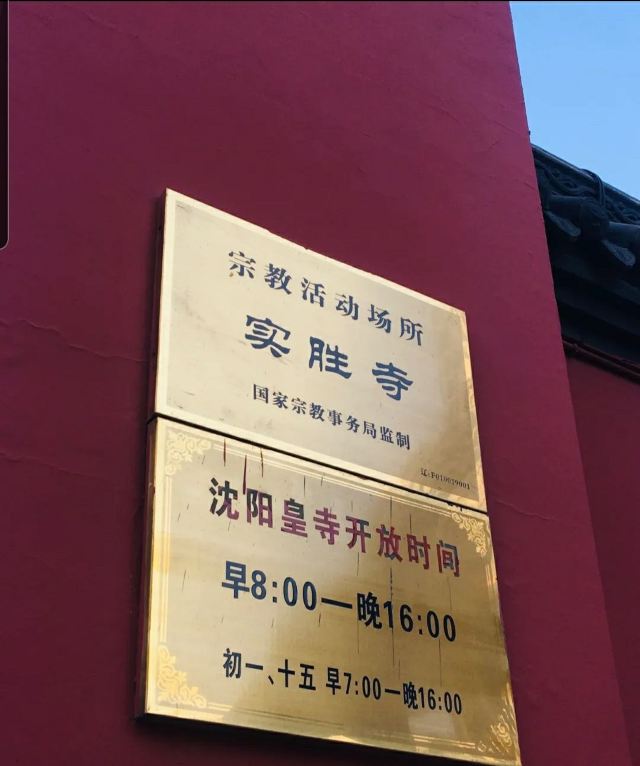 宗教活动场所
实胜寺
国家宗教事务局监制
辽:F010039001
沈阳皇寺开放时间
早8:00—晚16:00
初一、十五 早7:00—晚16:00